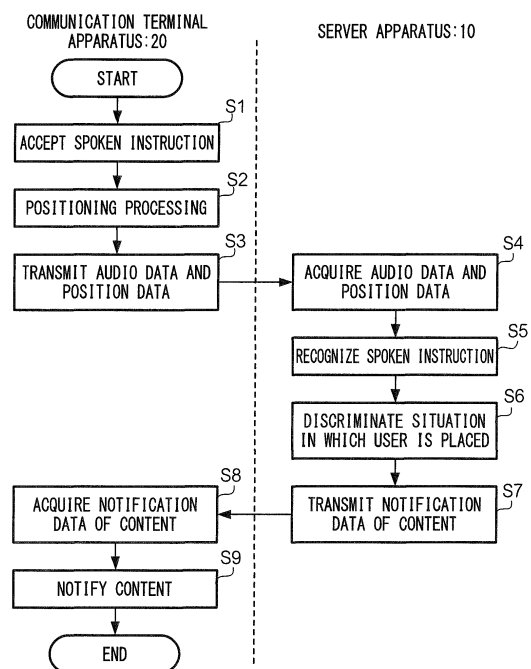 COMMUNICATION TERMINAL
APPARATUS:20
SERVER APPARATUS:10
START
S1
ACCEPT SPOKEN INSTRUCTION
S2
POSITIONING PROCESSING
S3
TRANSMIT AUDIO DATA AND
POSITION DATA
S4
ACQUIRE AUDIO DATA AND
POSITION DATA
S5
RECOGNIZE SPOKEN INSTRUCTION
S6
DISCRIMINATE SITUATION
IN WHICH USER IS PLACED
S7
TRANSMIT NOTIFICATION
DATA OF CONTENT
S8
ACQUIRE NOTIFICATION
DATA OF CONTENT
S9
NOTIFY CONTENT
END